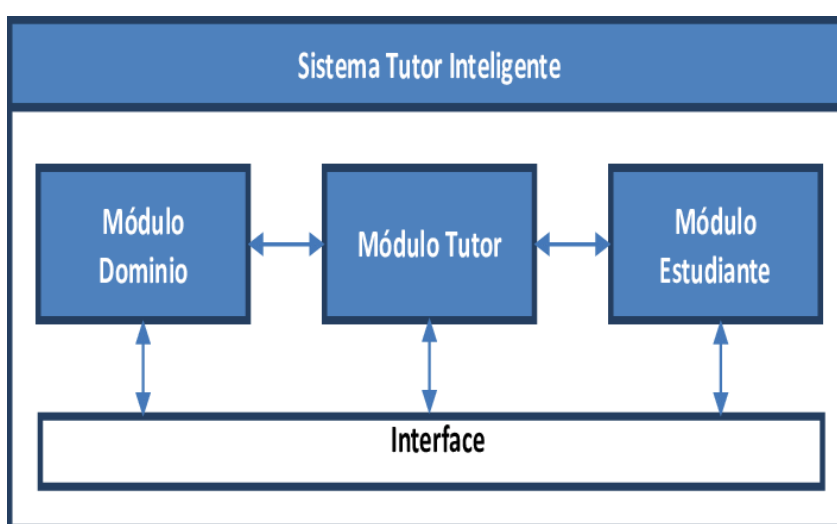 Sistema Tutor Inteligente
Módulo
Dominio
Módulo Tutor
Módulo
Estudiante
Interface